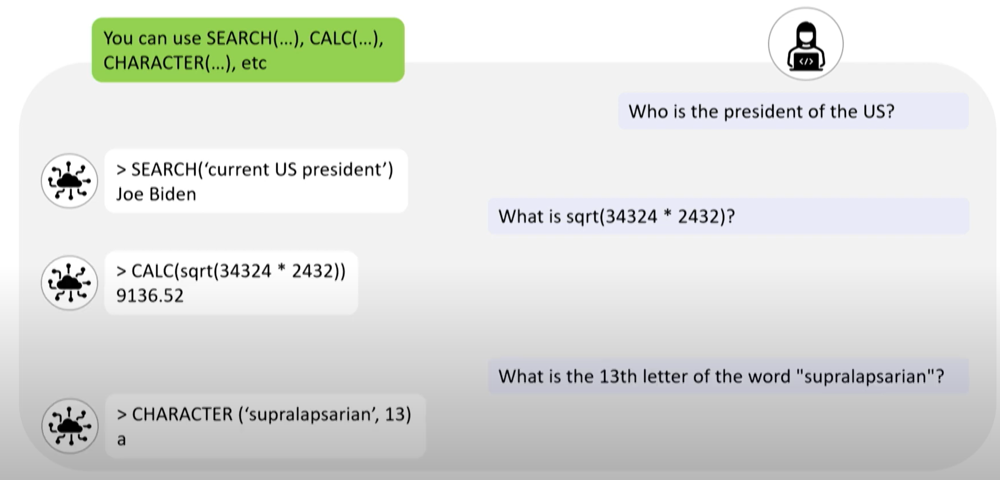 You can use SEARCH(...), CALC(...),
CHARACTER(...), etc
</>
Who is the president of the US?
> SEARCH(‘current US president’)
Joe Biden
What is sqrt(34324 * 2432)?
> CALC(sqrt(34324 * 2432))
9136.52
What is the 13th letter of the word "supralapsarian"?
> CHARACTER (‘supralapsarian’, 13)
a